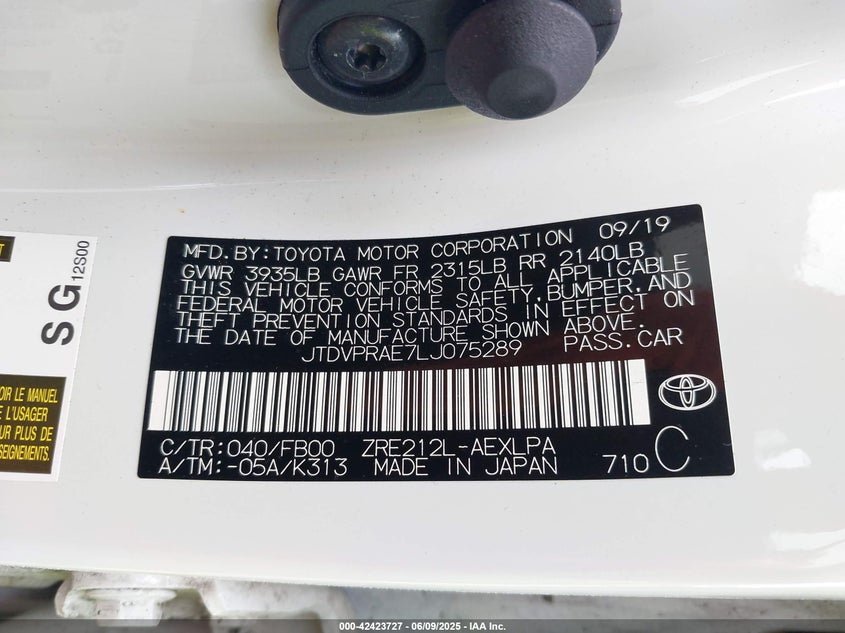 MFD. BY: TOYOTA MOTOR CORPORATION 09/19
GVWR 3935LB GAWR FR 2315LB RR 2140LB
THIS VEHICLE CONFORMS TO ALL APPLICABLE
FEDERAL MOTOR VEHICLE SAFETY, BUMPER, AND
THEFT PREVENTION STANDARDS IN EFFECT ON
THE DATE OF MANUFACTURE SHOWN ABOVE.
JTDVPRAE7LJ075289 PASS. CAR
C/TR: 040/FB00 ZRE212L-AEXLPA
A/TM: -05A/K313 MADE IN JAPAN 710 C
SG 12S00
OIR LE MANUEL
E L'USAGER
UR PLUS DE
SEIGNEMENTS.
000-42423727 - 06/09/2025 - IAA Inc.